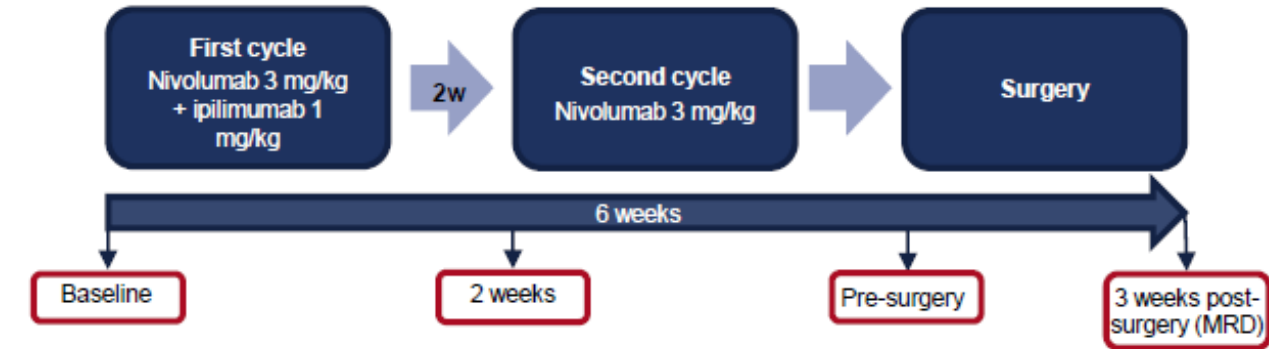 First cycle
Nivolumab 3 mg/kg
+ ipilimumab 1
mg/kg
2w
Second cycle
Nivolumab 3 mg/kg
Surgery
6 weeks
Baseline
2 weeks
Pre-surgery
3 weeks post-
surgery (MRD)